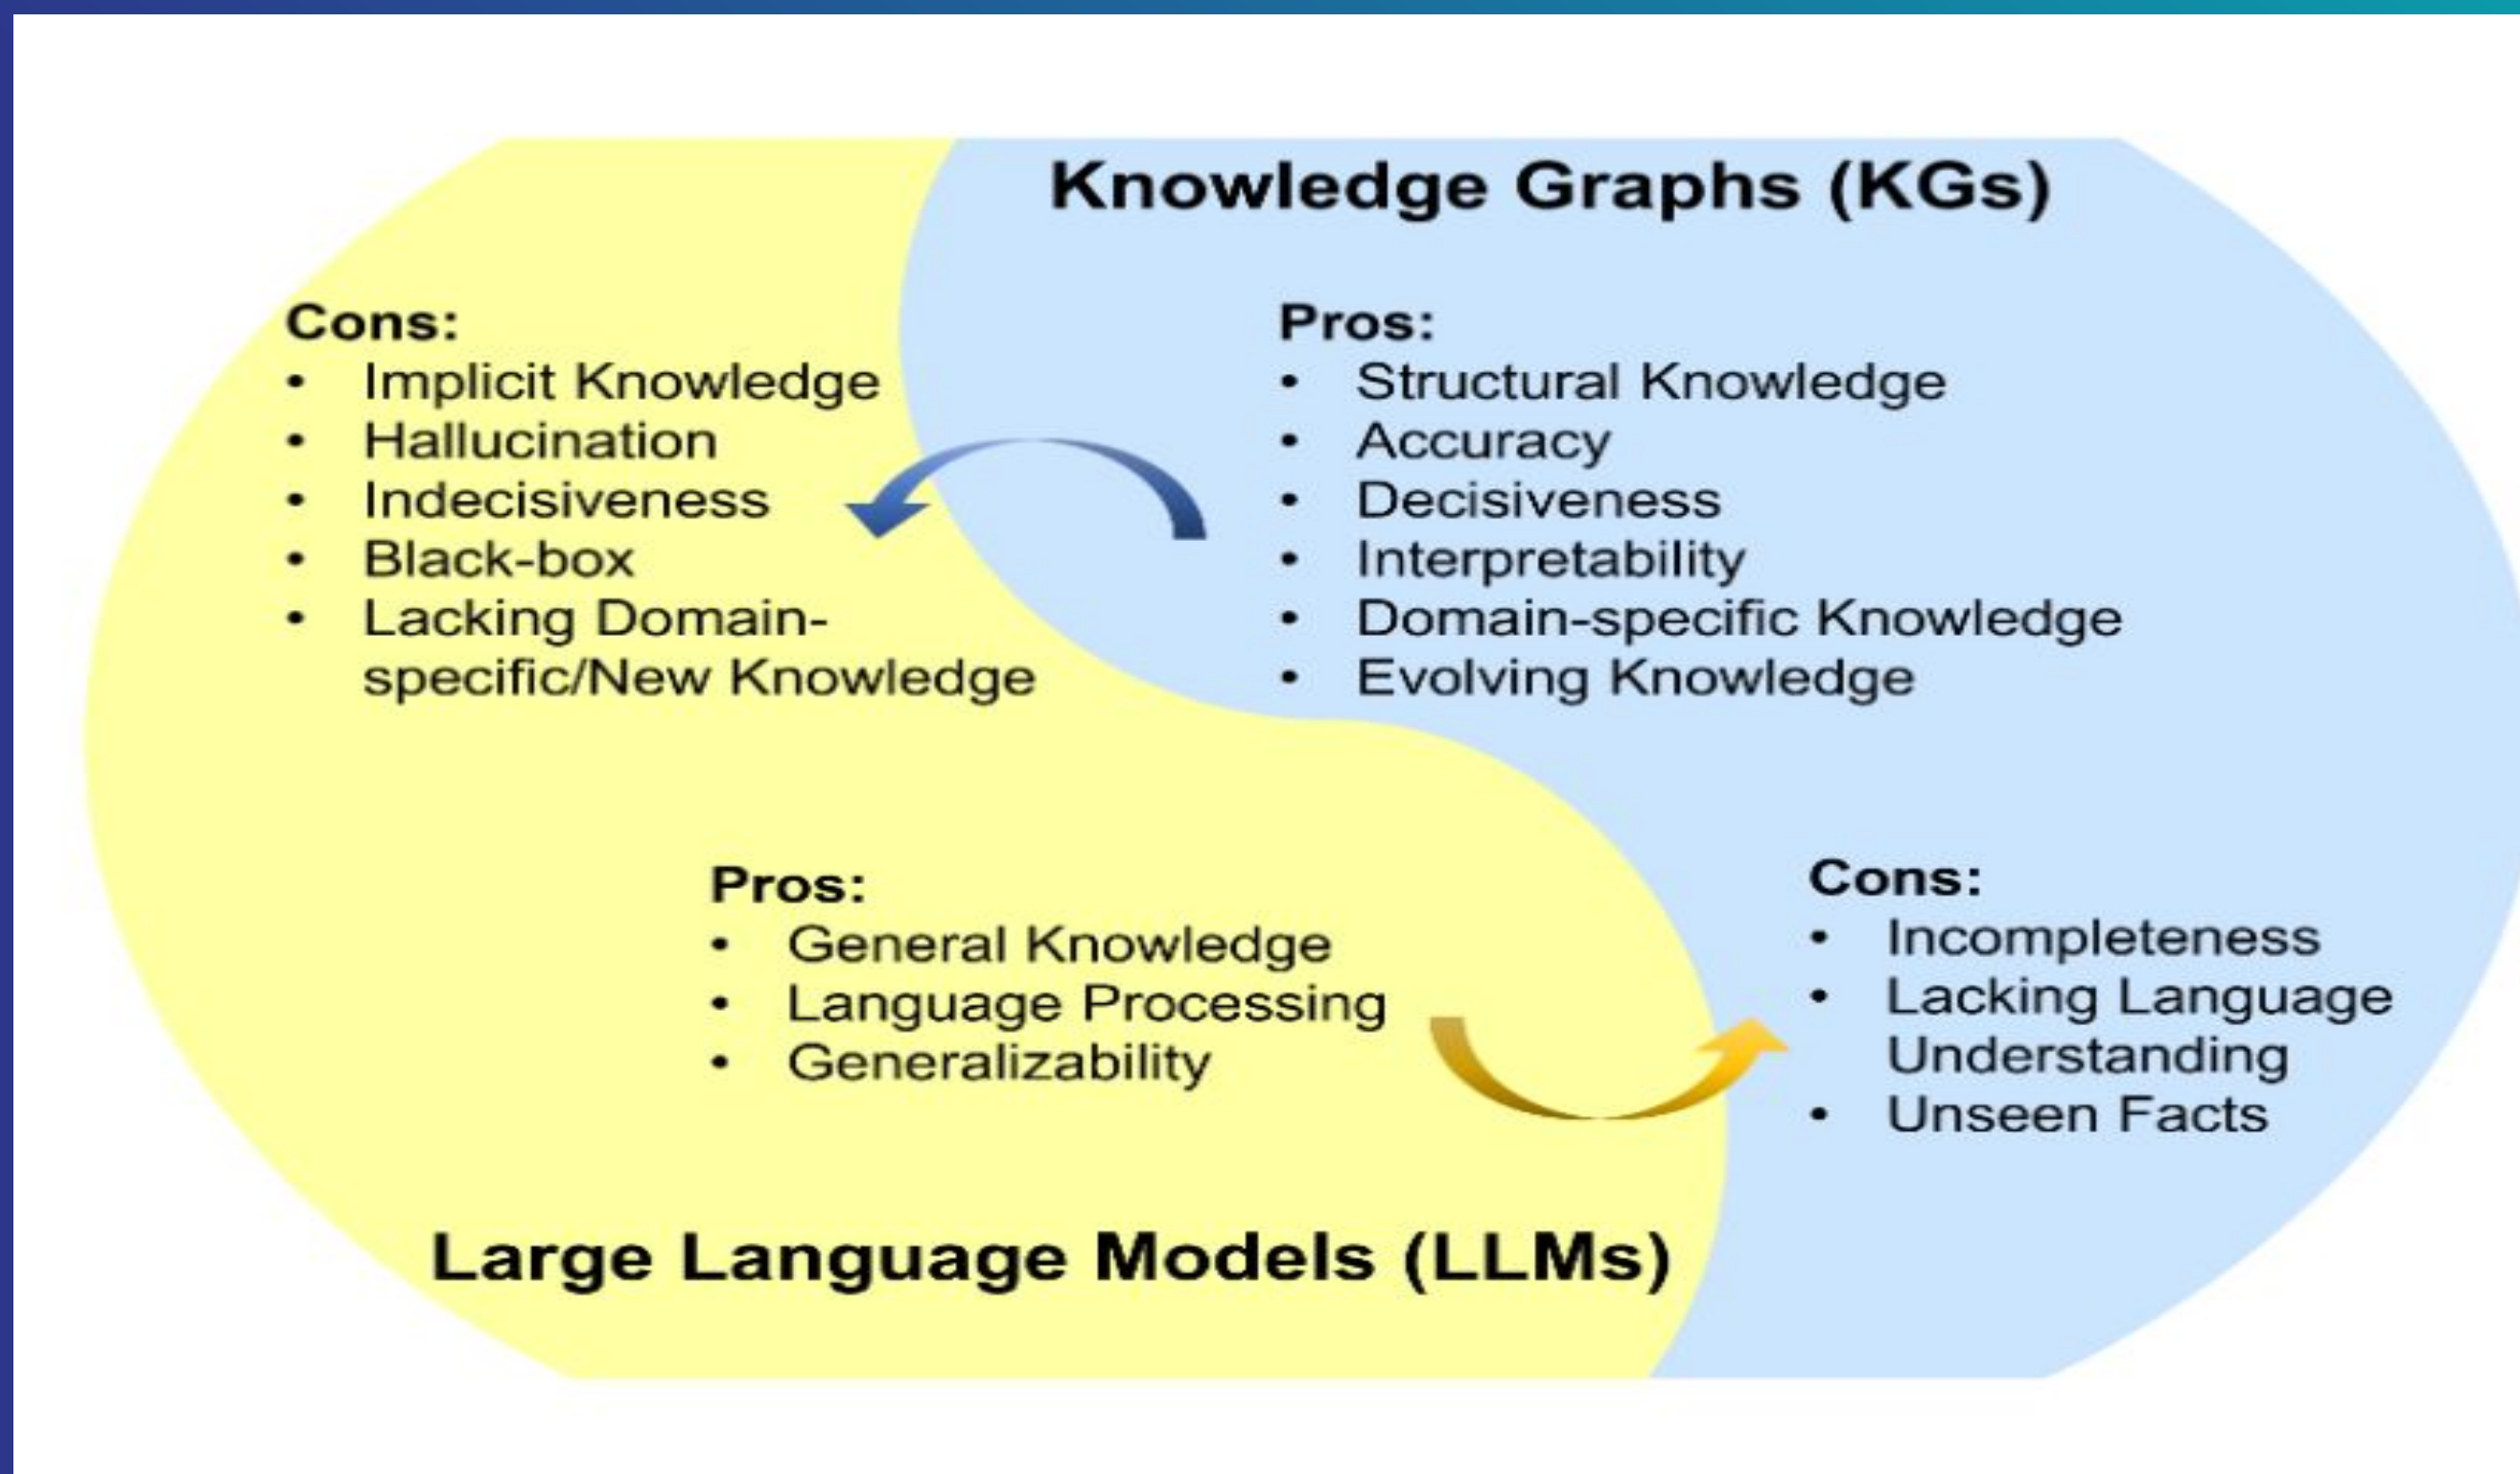 Knowledge Graphs (KGs)
Cons:
• Implicit Knowledge
• Hallucination
• Indecisiveness
• Black-box
• Lacking Domain-
specific/New Knowledge
Pros:
• Structural Knowledge
• Accuracy
• Decisiveness
• Interpretability
• Domain-specific Knowledge
• Evolving Knowledge
Pros:
• General Knowledge
• Language Processing
• Generalizability
Cons:
• Incompleteness
• Lacking Language
Understanding
• Unseen Facts
Large Language Models (LLMs)